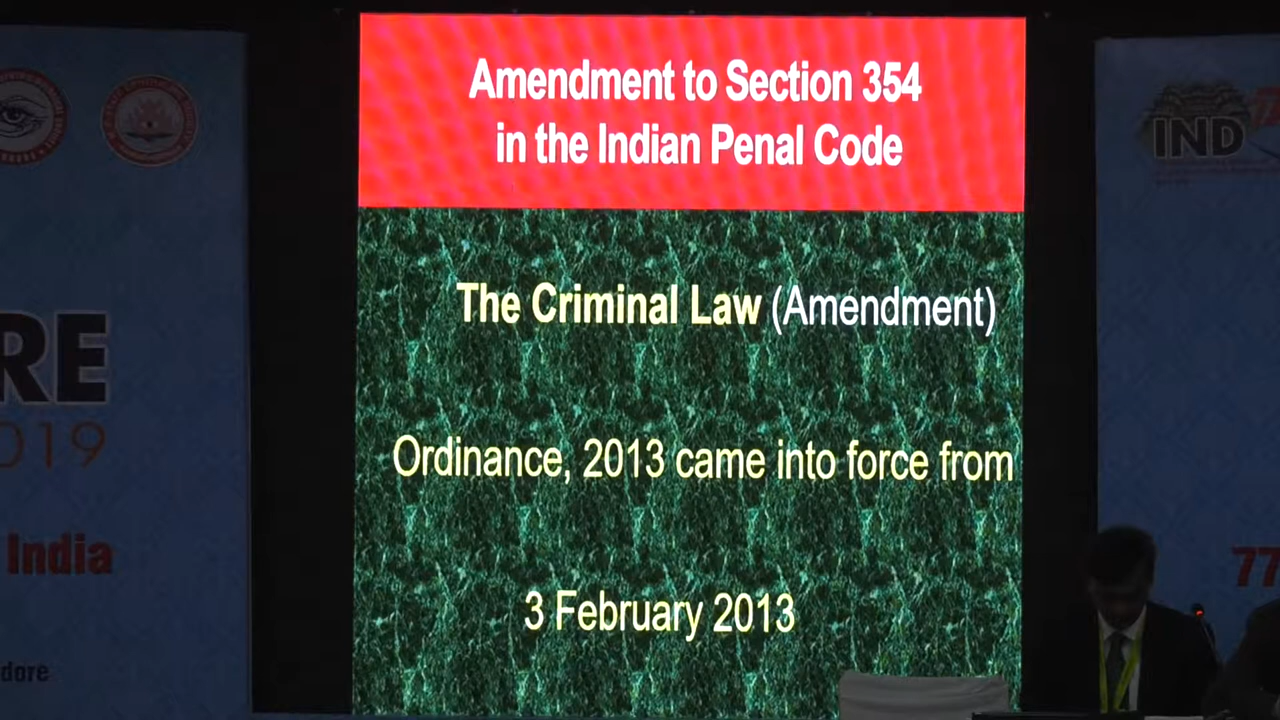 Amendment to Section 354
in the Indian Penal Code
The Criminal Law (Amendment)
Ordinance, 2013 came into force from
3 February 2013
RE
2019
India
dore
IND
77